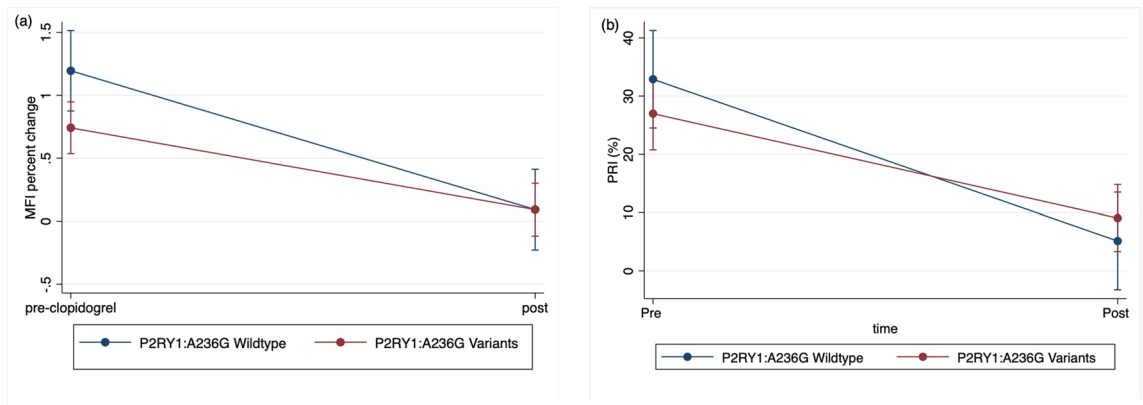 (a)
MFI percent change
1.5
1
.5
0
-.5
pre-clopidogrel post
P2RY1:A236G Wildtype P2RY1:A236G Variants
(b)
PRI (%)
40
30
20
10
0
Pre Post
time
P2RY1:A236G Wildtype P2RY1:A236G Variants